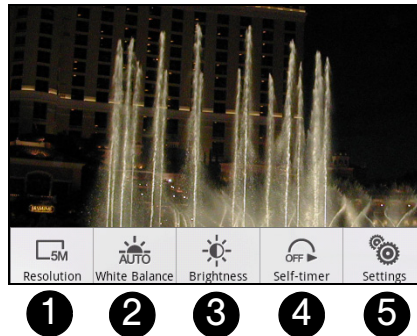 5M
AUTO
OFF
Resolution
White Balance
Brightness
Self-timer
Settings
1
2
3
4
5